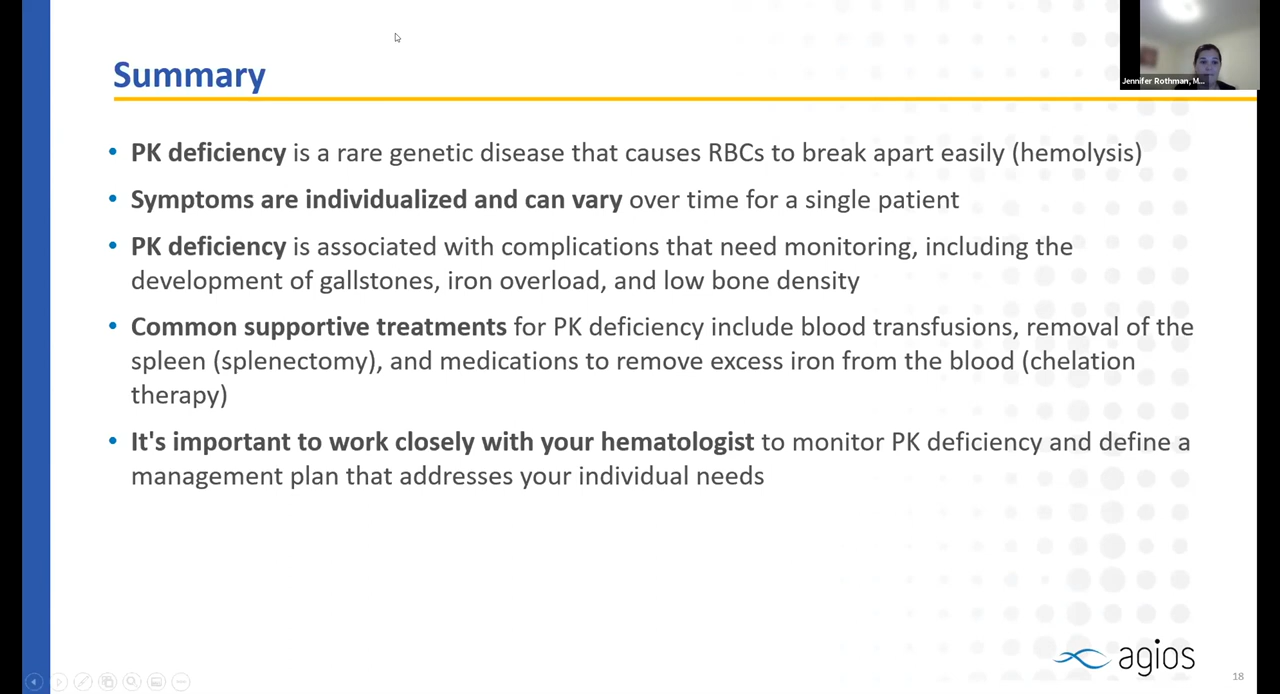 Jennifer Rothman, M...
Summary
• PK deficiency is a rare genetic disease that causes RBCs to break apart easily (hemolysis)
• Symptoms are individualized and can vary over time for a single patient
• PK deficiency is associated with complications that need monitoring, including the
development of gallstones, iron overload, and low bone density
• Common supportive treatments for PK deficiency include blood transfusions, removal of the
spleen (splenectomy), and medications to remove excess iron from the blood (chelation
therapy)
• It's important to work closely with your hematologist to monitor PK deficiency and define a
management plan that addresses your individual needs
agios
18